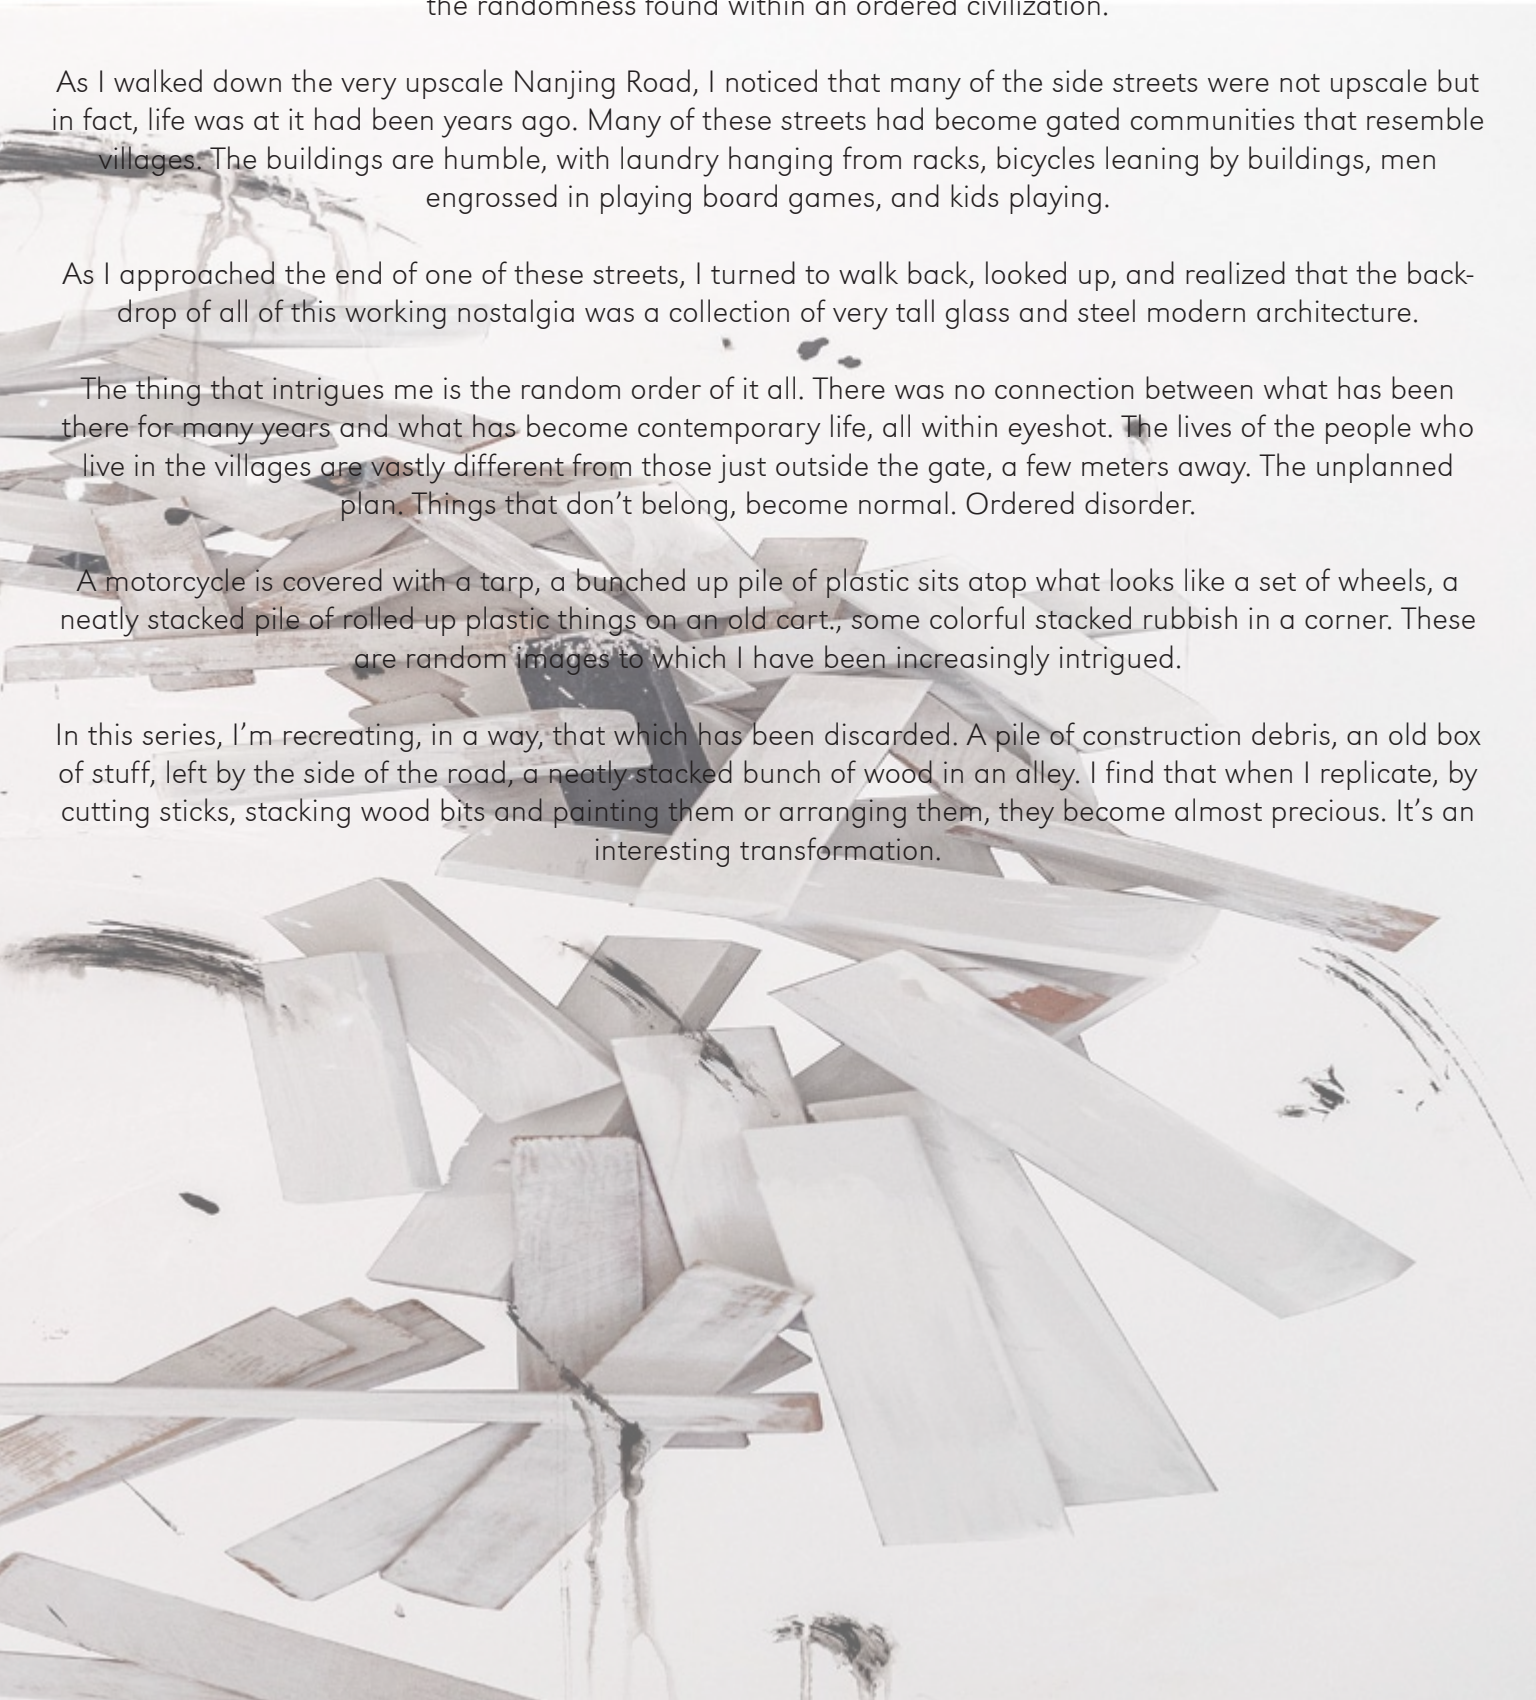 the randomness found within an ordered civilization.
As I walked down the very upscale Nanjing Road, I noticed that many of the side streets were not upscale but
in fact, life was at it had been years ago. Many of these streets had become gated communities that resemble
villages. The buildings are humble, with laundry hanging from racks, bicycles leaning by buildings, men
engrossed in playing board games, and kids playing.
As I approached the end of one of these streets, I turned to walk back, looked up, and realized that the back-
drop of all of this working nostalgia was a collection of very tall glass and steel modern architecture.
The thing that intrigues me is the random order of it all. There was no connection between what has been
there for many years and what has become contemporary life, all within eyeshot. The lives of the people who
live in the villages are vastly different from those just outside the gate, a few meters away. The unplanned
plan. Things that don’t belong, become normal. Ordered disorder.
A motorcycle is covered with a tarp, a bunched up pile of plastic sits atop what looks like a set of wheels, a
neatly stacked pile of rolled up plastic things on an old cart., some colorful stacked rubbish in a corner. These
are random images to which I have been increasingly intrigued.
In this series, I’m recreating, in a way, that which has been discarded. A pile of construction debris, an old box
of stuff, left by the side of the road, a neatly stacked bunch of wood in an alley. I find that when I replicate, by
cutting sticks, stacking wood bits and painting them or arranging them, they become almost precious. It’s an
interesting transformation.